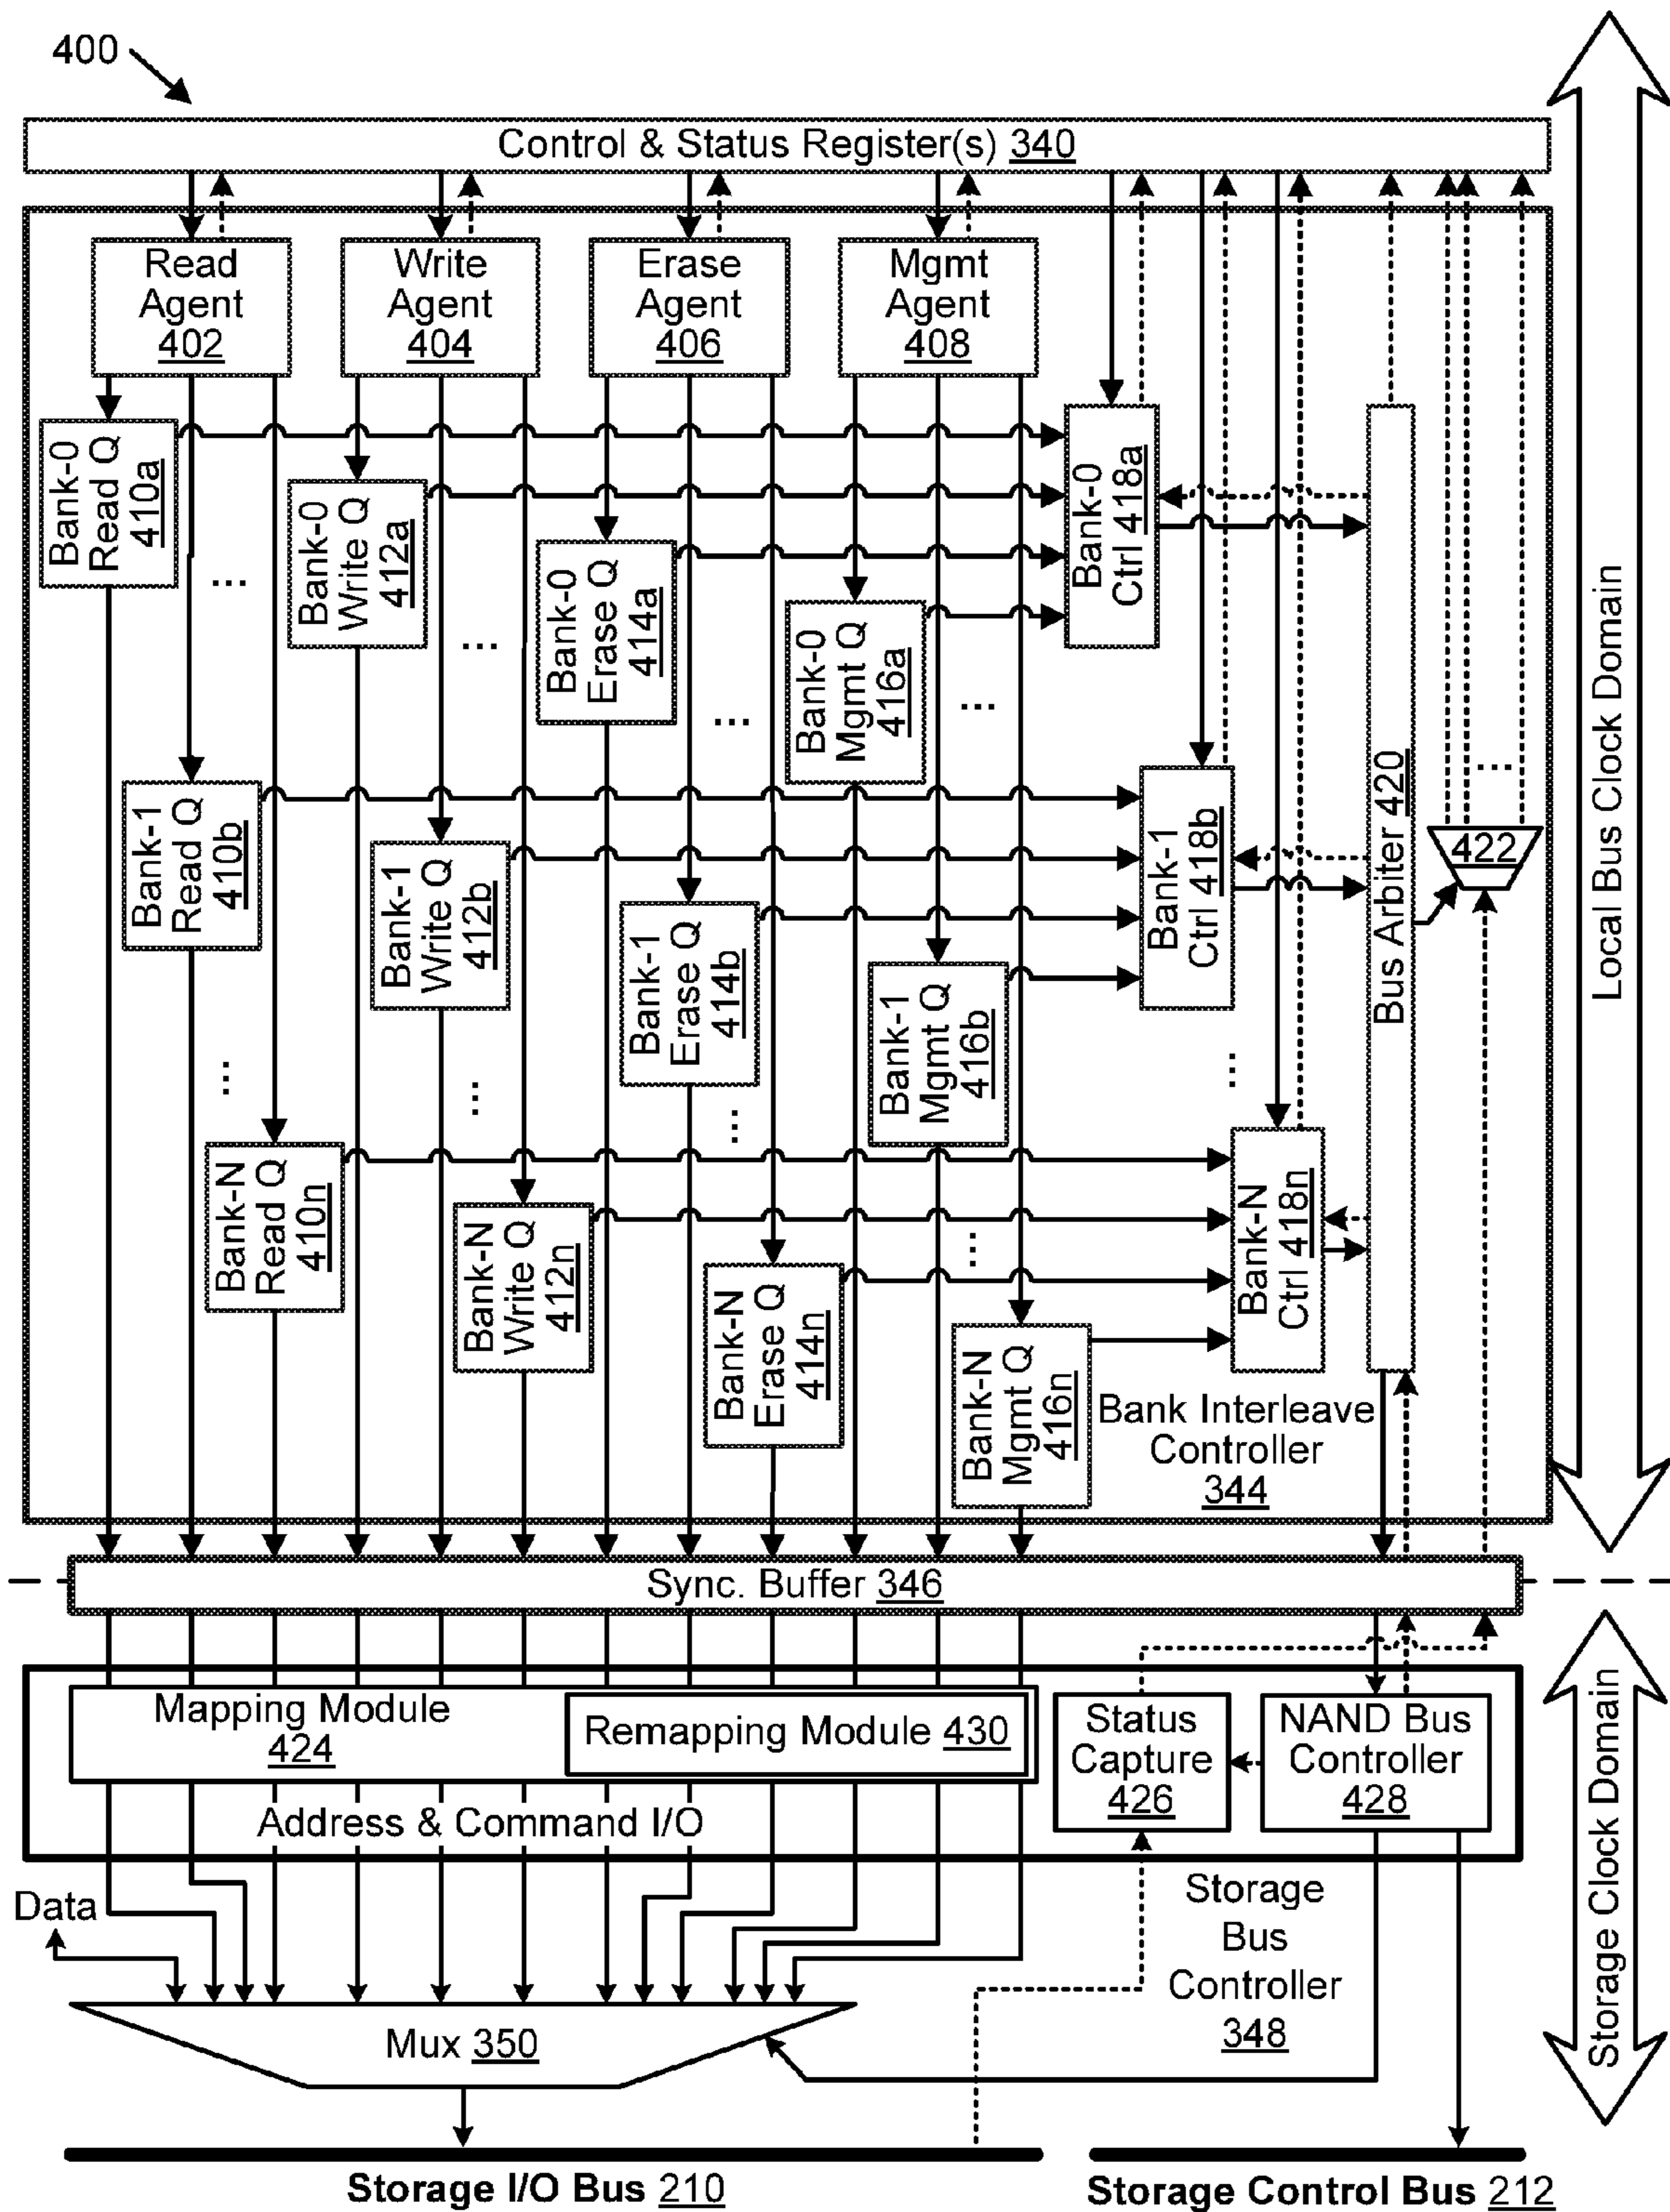 400
Control & Status Register(s) 340
Read
Agent
402
Write
Agent
404
Erase
Agent
406
Mgmt
Agent
408
Bank-0
Read Q
410a
Bank-0
Write Q
412a
Bank-0
Erase Q
414a
Bank-0
Mgmt Q
416a
Bank-0
Ctrl 418a
...
...
...
...
Bank-1
Read Q
410b
Bank-1
Write Q
412b
Bank-1
Erase Q
414b
Bank-1
Mgmt Q
416b
Bank-1
Ctrl 418b
Bus Arbiter 420
...
422
...
...
...
...
...
Bank-N
Read Q
410n
Bank-N
Write Q
412n
Bank-N
Erase Q
414n
Bank-N
Mgmt Q
416n
Bank-N
Ctrl 418n
Bank Interleave
Controller
344
Local Bus Clock Domain
Sync. Buffer 346
Mapping Module
424
Remapping Module 430
Status
Capture
426
NAND Bus
Controller
428
Address & Command I/O
Storage
Bus
Controller
348
Storage Clock Domain
Data
Mux 350
Storage I/O Bus 210
Storage Control Bus 212